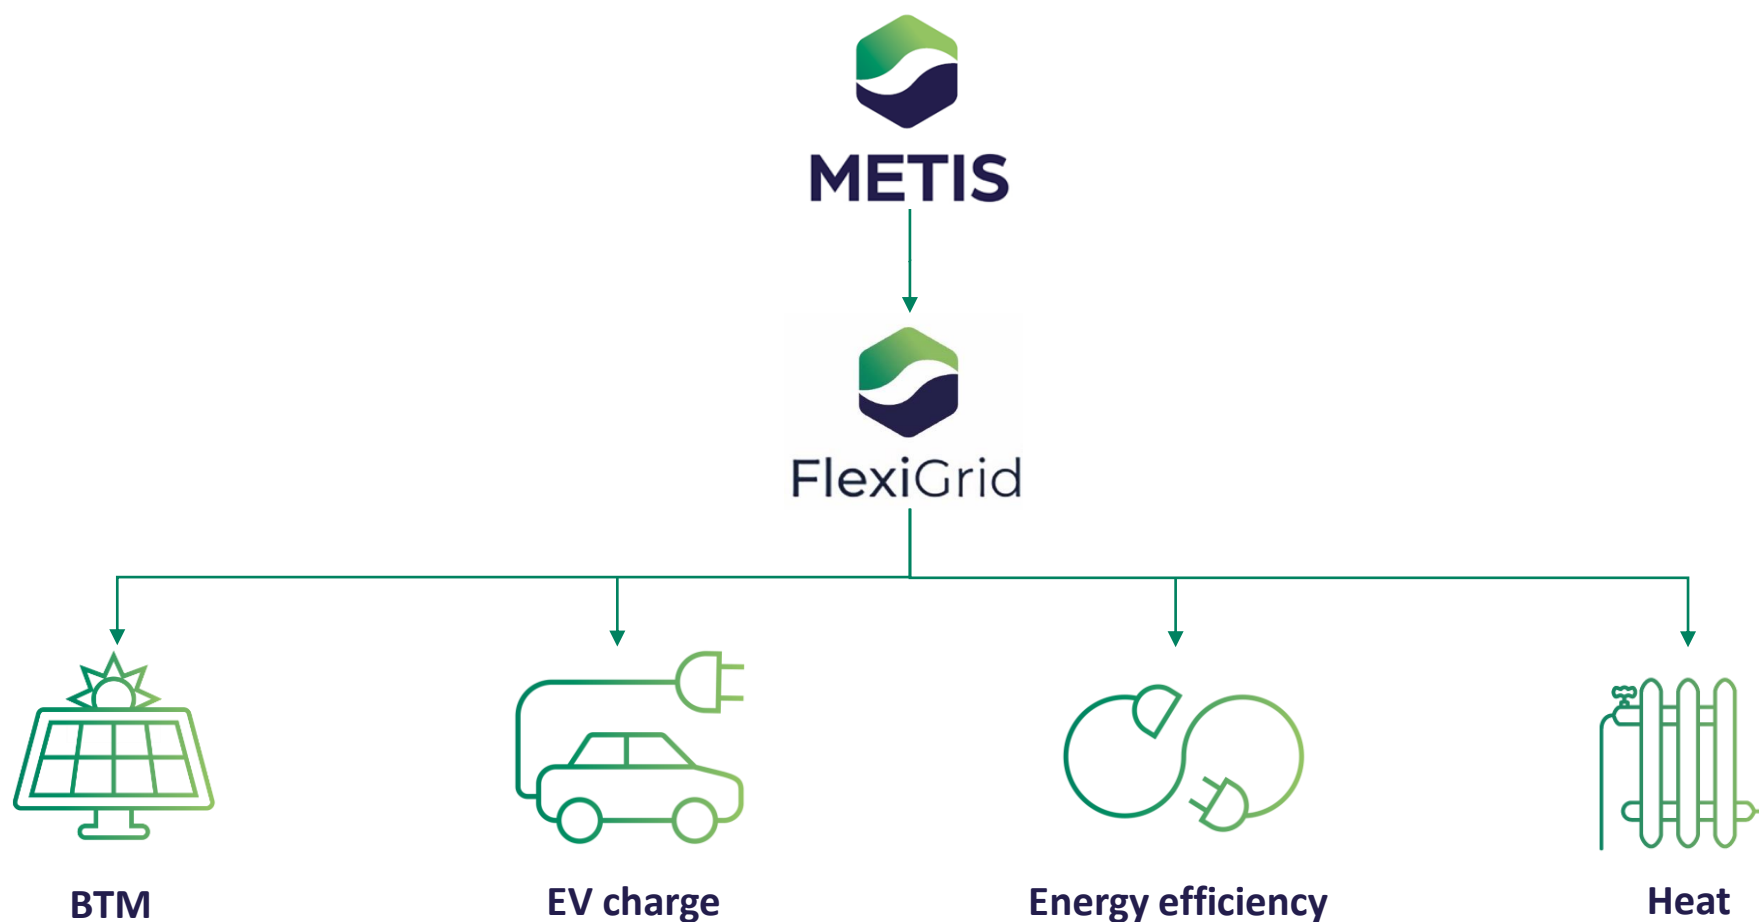 METIS
FlexiGrid
BTM
EV charge
Energy efficiency
Heat